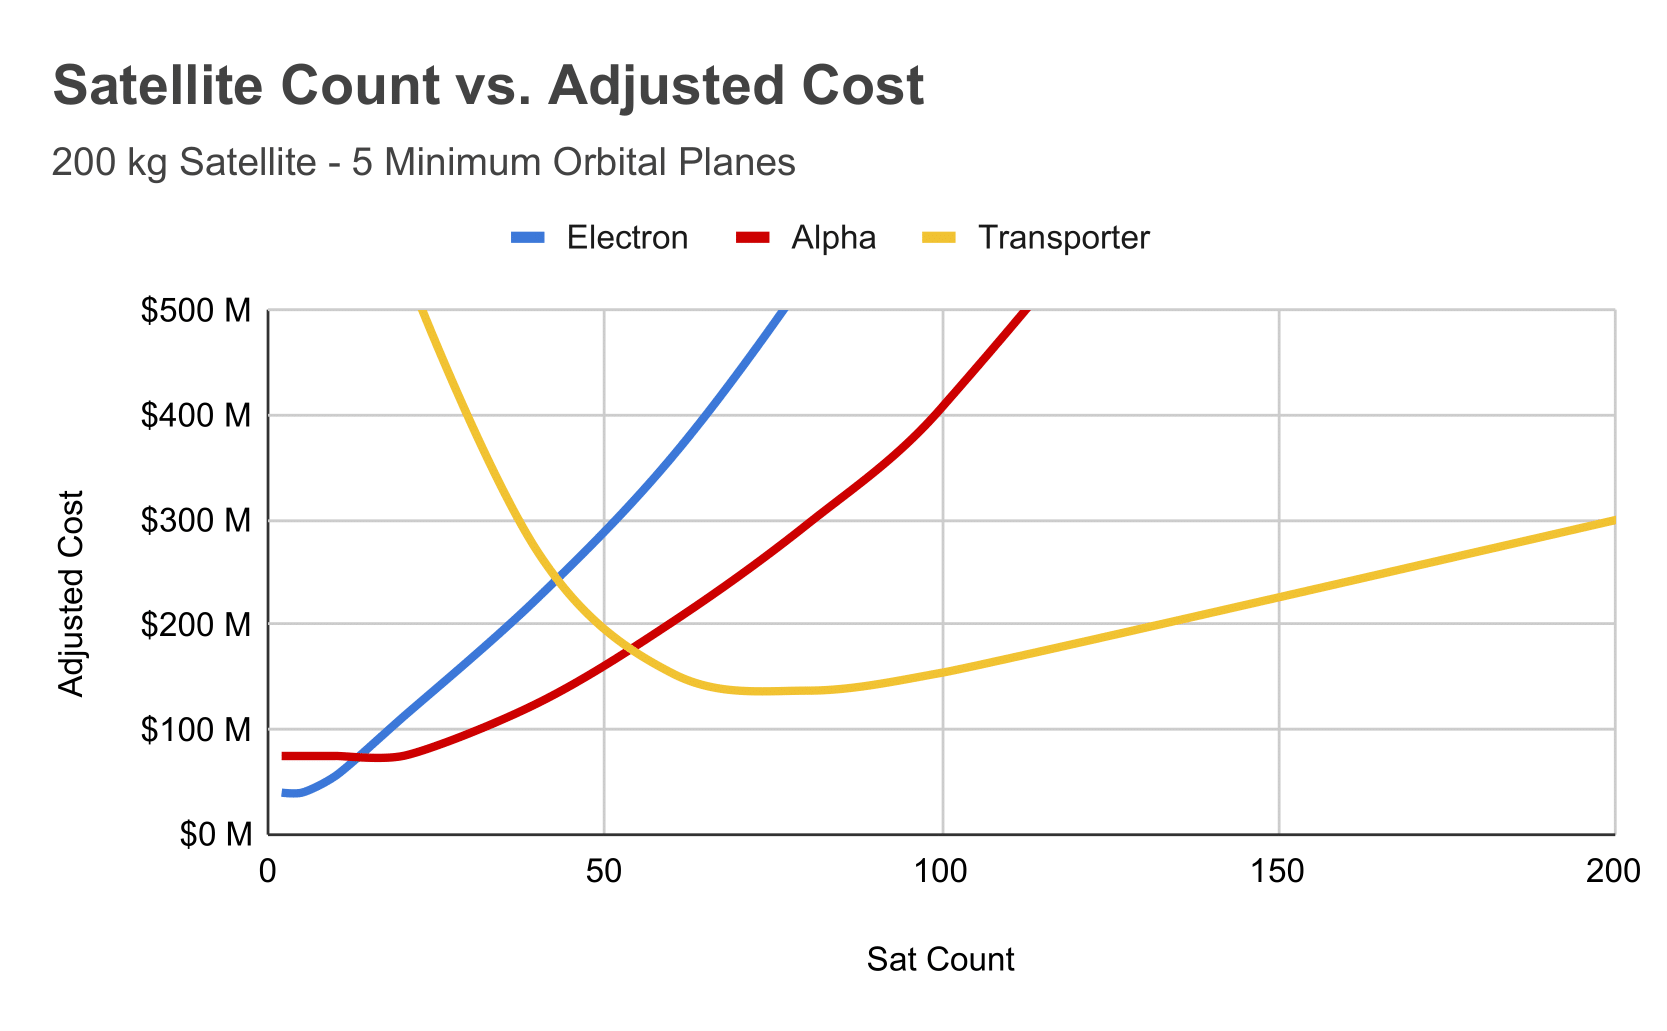 Satellite Count vs. Adjusted Cost
200 kg Satellite - 5 Minimum Orbital Planes
Electron Alpha Transporter
$500 M
$400 M
$300 M
$200 M
$100 M
$0 M
Adjusted Cost
0 50 100 150 200
Sat Count